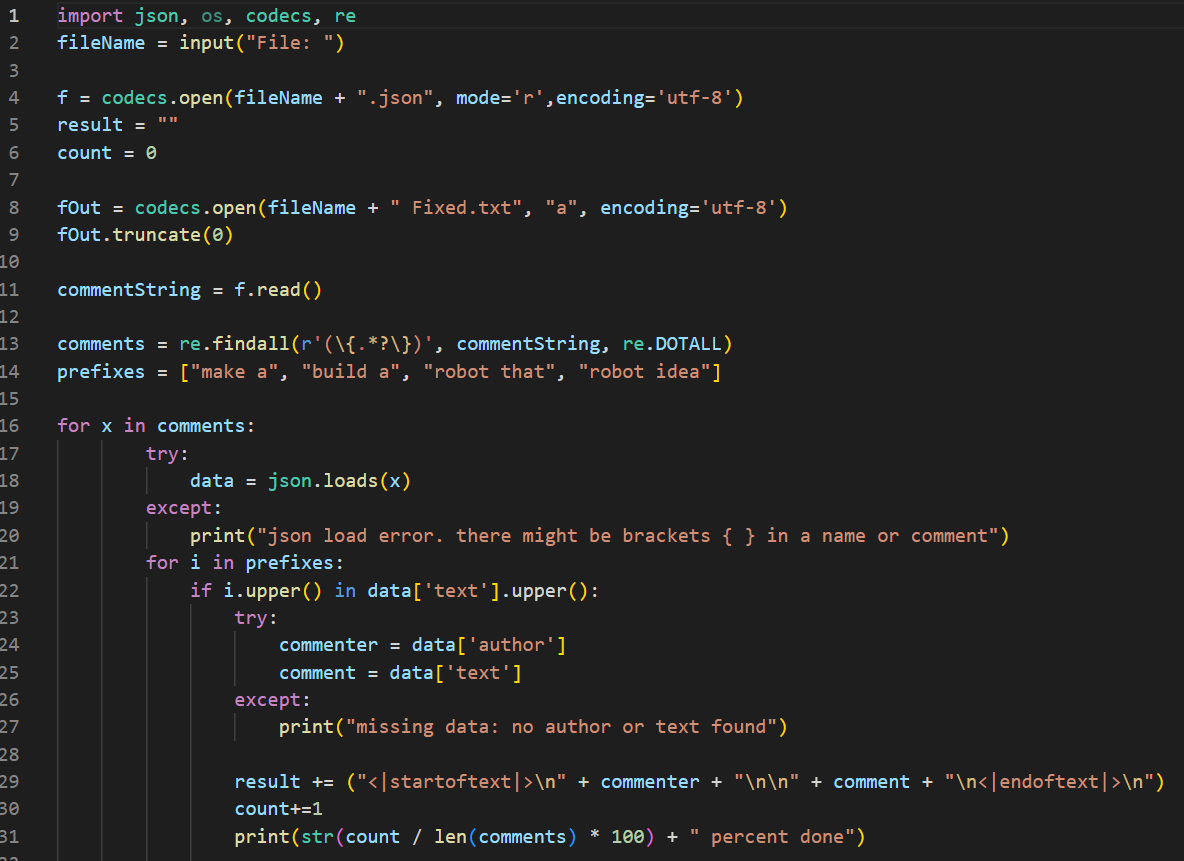 1 import json, os, codecs, re
2 fileName = input("File: ")
3
4 f = codecs.open(fileName + ".json", mode='r',encoding='utf-8')
5 result = ""
6 count = 0
7
8 fOut = codecs.open(fileName + " Fixed.txt", "a", encoding='utf-8')
9 fOut.truncate(0)
10
11 commentString = f.read()
12
13 comments = re.findall(r'(\{.*?\})', commentString, re.DOTALL)
14 prefixes = ["make a", "build a", "robot that", "robot idea"]
15
16 for x in comments:
17         try:
18             data = json.loads(x)
19         except:
20             print("json load error. there might be brackets { } in a name or comment")
21         for i in prefixes:
22             if i.upper() in data['text'].upper():
23                 try:
24                     commenter = data['author']
25                     comment = data['text']
26                 except:
27                     print("missing data: no author or text found")
28
29                 result += ("<|startoftext|>\n" + commenter + "\n\n" + comment + "\n<|endoftext|>\n")
30                 count+=1
31                 print(str(count / len(comments) * 100) + " percent done")